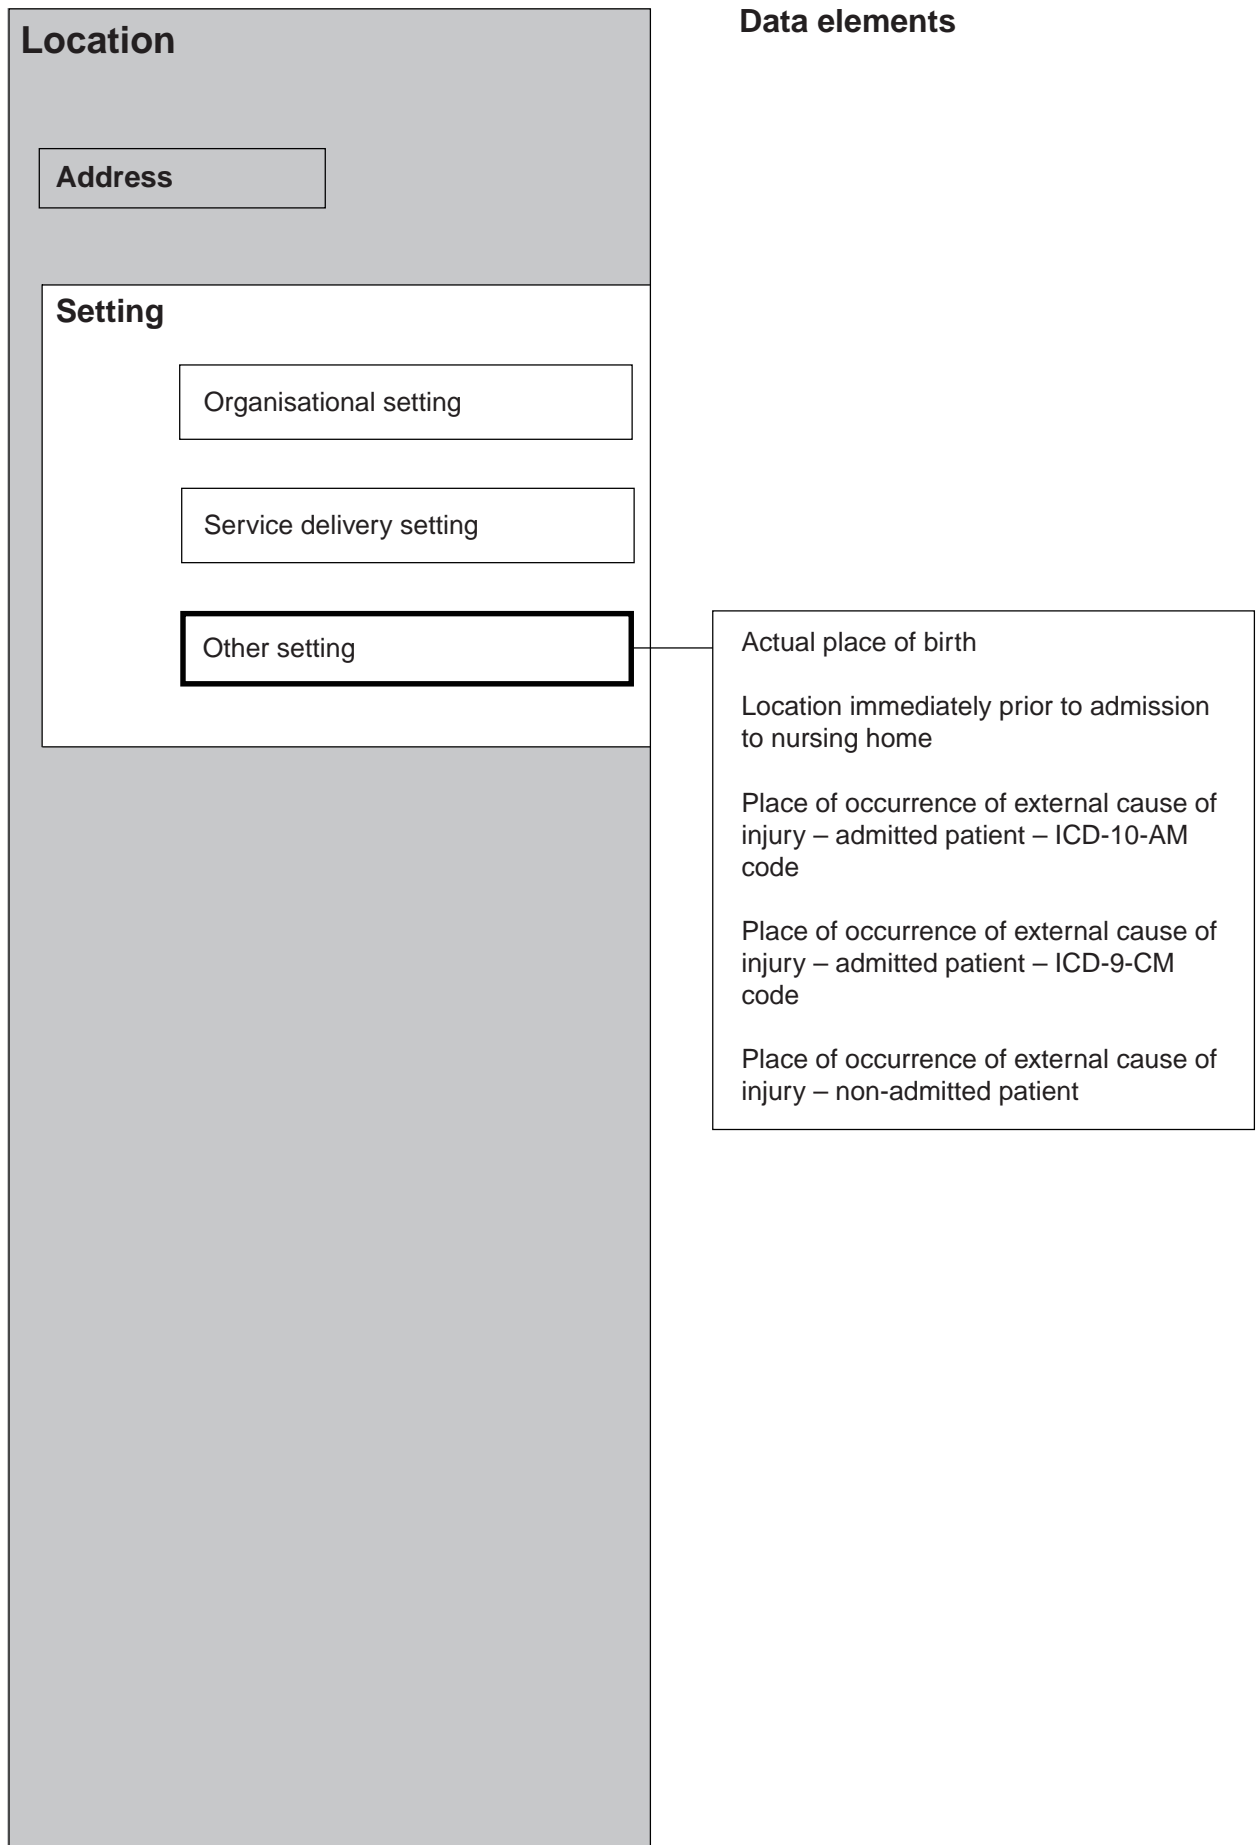 Location
Data elements
Address
Setting
Organisational setting
Service delivery setting
Other setting
Actual place of birth
Location immediately prior to admission
to nursing home
Place of occurrence of external cause of
injury – admitted patient – ICD-10-AM
code
Place of occurrence of external cause of
injury – admitted patient – ICD-9-CM
code
Place of occurrence of external cause of
injury – non-admitted patient